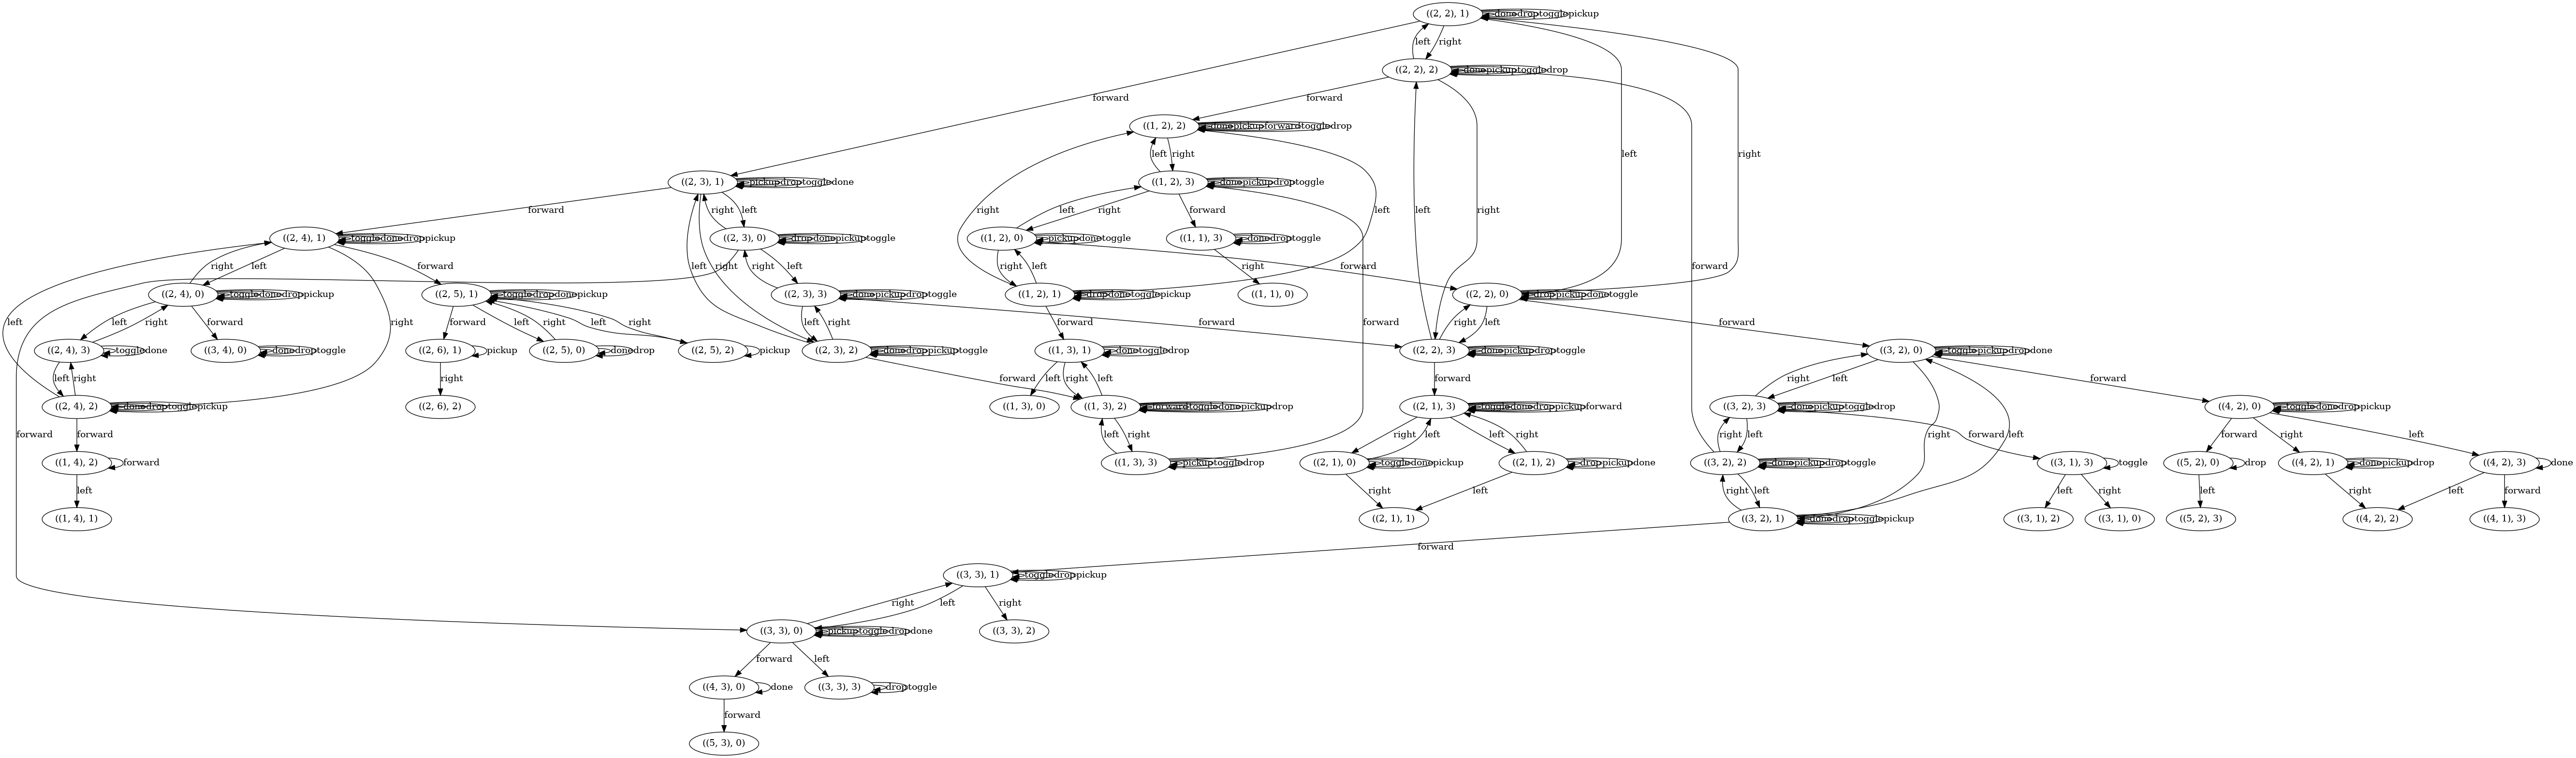 ((2, 2), 1) done drop toggle pickup
left right
((2, 2), 2) done pickup toggle drop
forward forward
((1, 2), 2) done pickup forward toggle drop
left right left right
((2, 3), 1) pickup drop toggle done
((1, 2), 3) done pickup drop toggle
forward right left right left right forward left right
((2, 4), 1) toggle done drop pickup
((2, 3), 0) drop done pickup toggle
((1, 2), 0) pickup done toggle
((1, 1), 3) done drop toggle
right left forward left right right left right left forward right forward
((2, 4), 0) toggle done drop pickup
((2, 5), 1) toggle drop done pickup
((2, 3), 3) done pickup drop toggle
((1, 2), 1) drop done toggle pickup
((1, 1), 0)
((2, 2), 0) drop pickup done toggle
left left right forward right forward left right left right left right forward forward forward right left forward
((2, 4), 3) toggle done
((3, 4), 0) done drop toggle
((2, 6), 1) pickup
((2, 5), 0) done drop
((2, 5), 2) pickup
((2, 3), 2) done drop pickup toggle
((1, 3), 1) done toggle drop
((2, 2), 3) done pickup drop toggle
((3, 2), 0) toggle pickup drop done
left right right forward left right left forward right left forward
((2, 4), 2) done drop toggle pickup
((2, 6), 2)
((1, 3), 0)
((1, 3), 2) forward toggle done pickup drop
((2, 1), 3) toggle done drop pickup forward
((3, 2), 3) done pickup toggle drop
((4, 2), 0) toggle done drop pickup
forward forward left right right left left right right left right left forward forward right left
((1, 4), 2) forward
((1, 3), 3) pickup toggle drop
((2, 1), 0) toggle done pickup
((2, 1), 2) drop pickup done
((3, 2), 2) done pickup drop toggle
((3, 1), 3) toggle
((5, 2), 0) drop
((4, 2), 1) done pickup drop
((4, 2), 3) done
left right left right left left right left right left forward
((1, 4), 1)
((2, 1), 1)
((3, 2), 1) done drop toggle pickup
((3, 1), 2)
((3, 1), 0)
((5, 2), 3)
((4, 2), 2)
((4, 1), 3)
forward
((3, 3), 1) toggle drop pickup
right left right
((3, 3), 0) pickup toggle drop done
((3, 3), 2)
forward left
((4, 3), 0) done
((3, 3), 3) drop toggle
forward
((5, 3), 0)